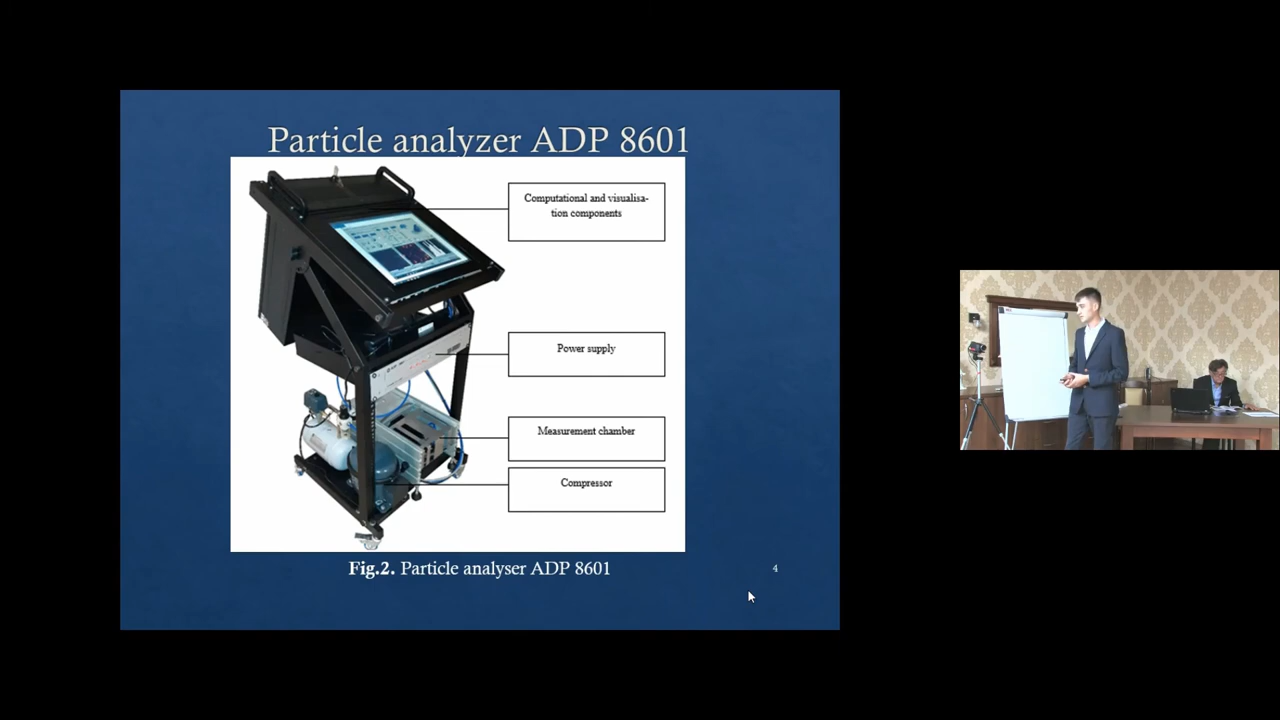 Particle analyzer ADP 8601
Computational and visualisa-
tion components
Power supply
Measurement chamber
Compressor
Fig.2. Particle analyser ADP 8601
4